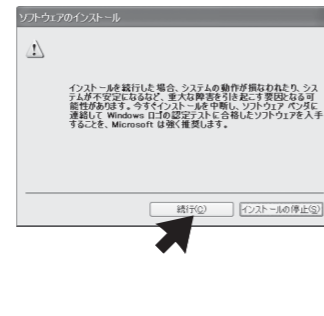 ソフトウェアのインストール
インストールを続行した場合、システムの動作が損なわれたり、シス
テムが不安定になるなど、重大な障害を引き起こす要因となる可
能性があります。今すぐインストールを中断し、ソフトウェア ベンダに
連絡して Windows ロゴの認定テストに合格したソフトウェアを入手
することを、Microsoft は強く推奨します。
続行(C) インストールの停止(S)